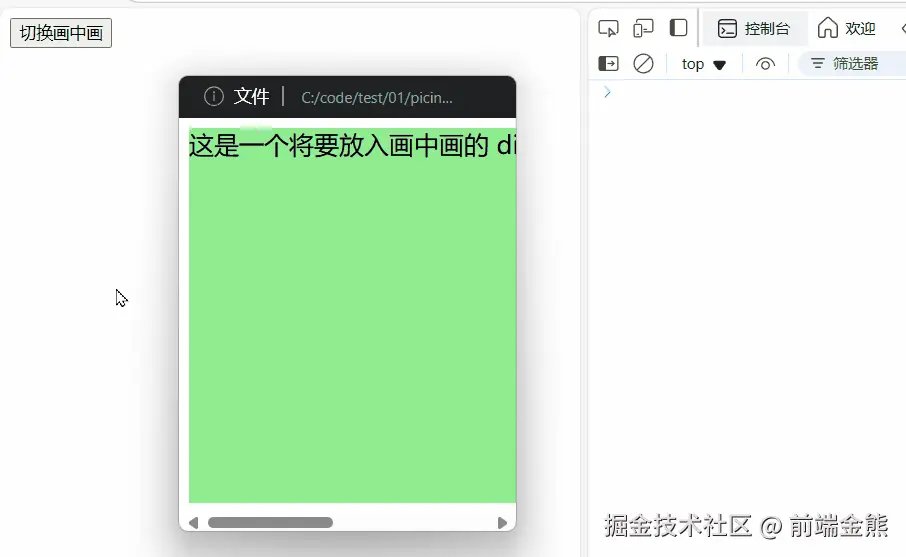 切换画中画
文件 | C:/code/test/01/picin...
这是一个将要放入画中画的 di
控制台
欢迎
top
筛选器
掘金技术社区 @ 前端金熊